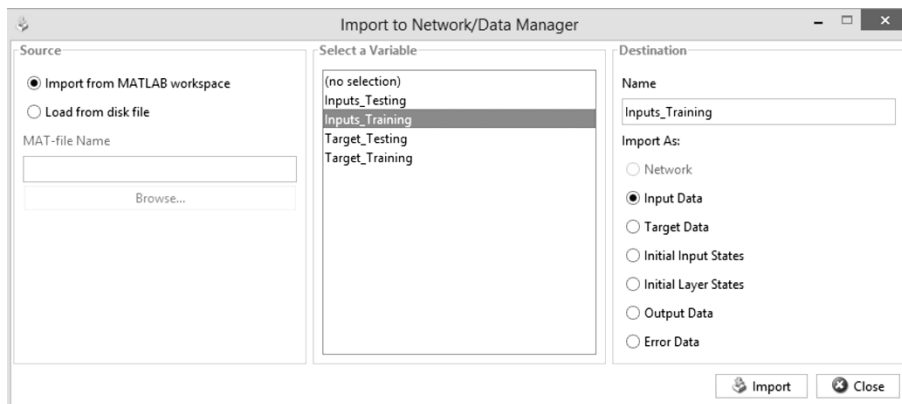 Import to Network/Data Manager
Source
Import from MATLAB workspace
Load from disk file
MAT-file Name
Browse...
Select a Variable
(no selection)
Inputs_Testing
Inputs_Training
Target_Testing
Target_Training
Destination
Name
Inputs_Training
Import As:
Network
Input Data
Target Data
Initial Input States
Initial Layer States
Output Data
Error Data
Import
Close